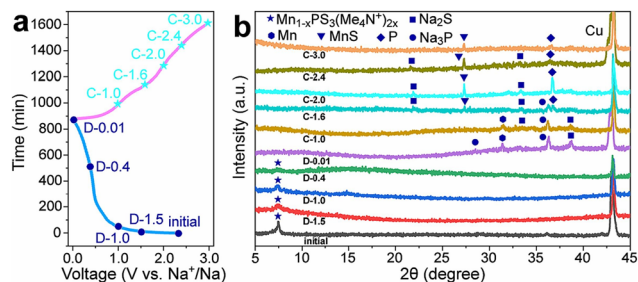 a
1600
1400
1200
1000
800
600
400
200
0
Time (min)
C-3.0
C-2.4
C-2.0
C-1.6
C-1.0
D-0.01
D-0.4
D-1.5
initial
D-1.0
0.0 0.5 1.0 1.5 2.0 2.5 3.0
Voltage (V vs. Na⁺/Na)
b
Intensity (a.u.)
★ Mn₁₋ₓPS₃(Me₄N⁺)₂ₓ ◆ Na₂S
Mn ▼ MnS ◆ P ● Na₃P
Cu
C-3.0
C-2.4
C-2.0
C-1.6
C-1.0
D-0.01
D-0.4
D-1.0
D-1.5
initial
5 10 15 20 25 30 35 40 45
2θ (degree)